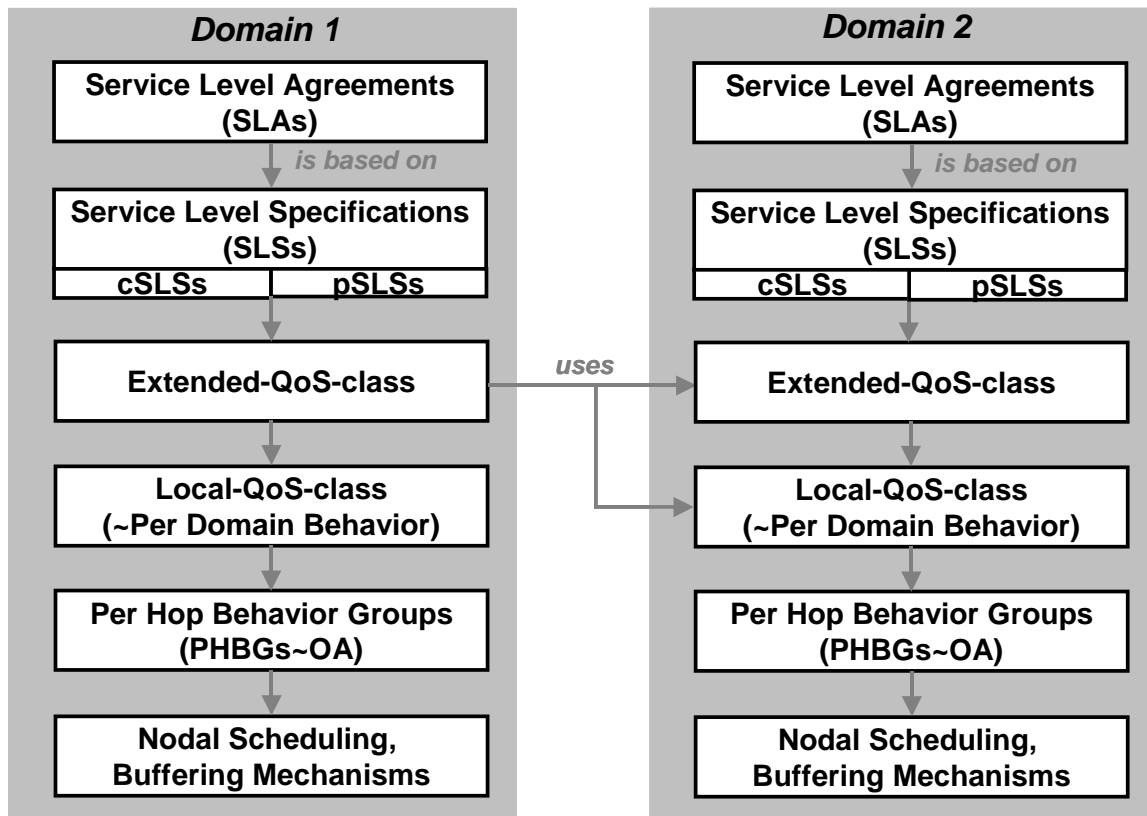 Domain 1
Service Level Agreements
(SLAs)
is based on
Service Level Specifications
(SLSs)
cSLSs
pSLSs
Extended-QoS-class
Local-QoS-class
(~Per Domain Behavior)
Per Hop Behavior Groups
(PHBGs~OA)
Nodal Scheduling,
Buffering Mechanisms
uses
Domain 2
Service Level Agreements
(SLAs)
is based on
Service Level Specifications
(SLSs)
cSLSs
pSLSs
Extended-QoS-class
Local-QoS-class
(~Per Domain Behavior)
Per Hop Behavior Groups
(PHBGs~OA)
Nodal Scheduling,
Buffering Mechanisms